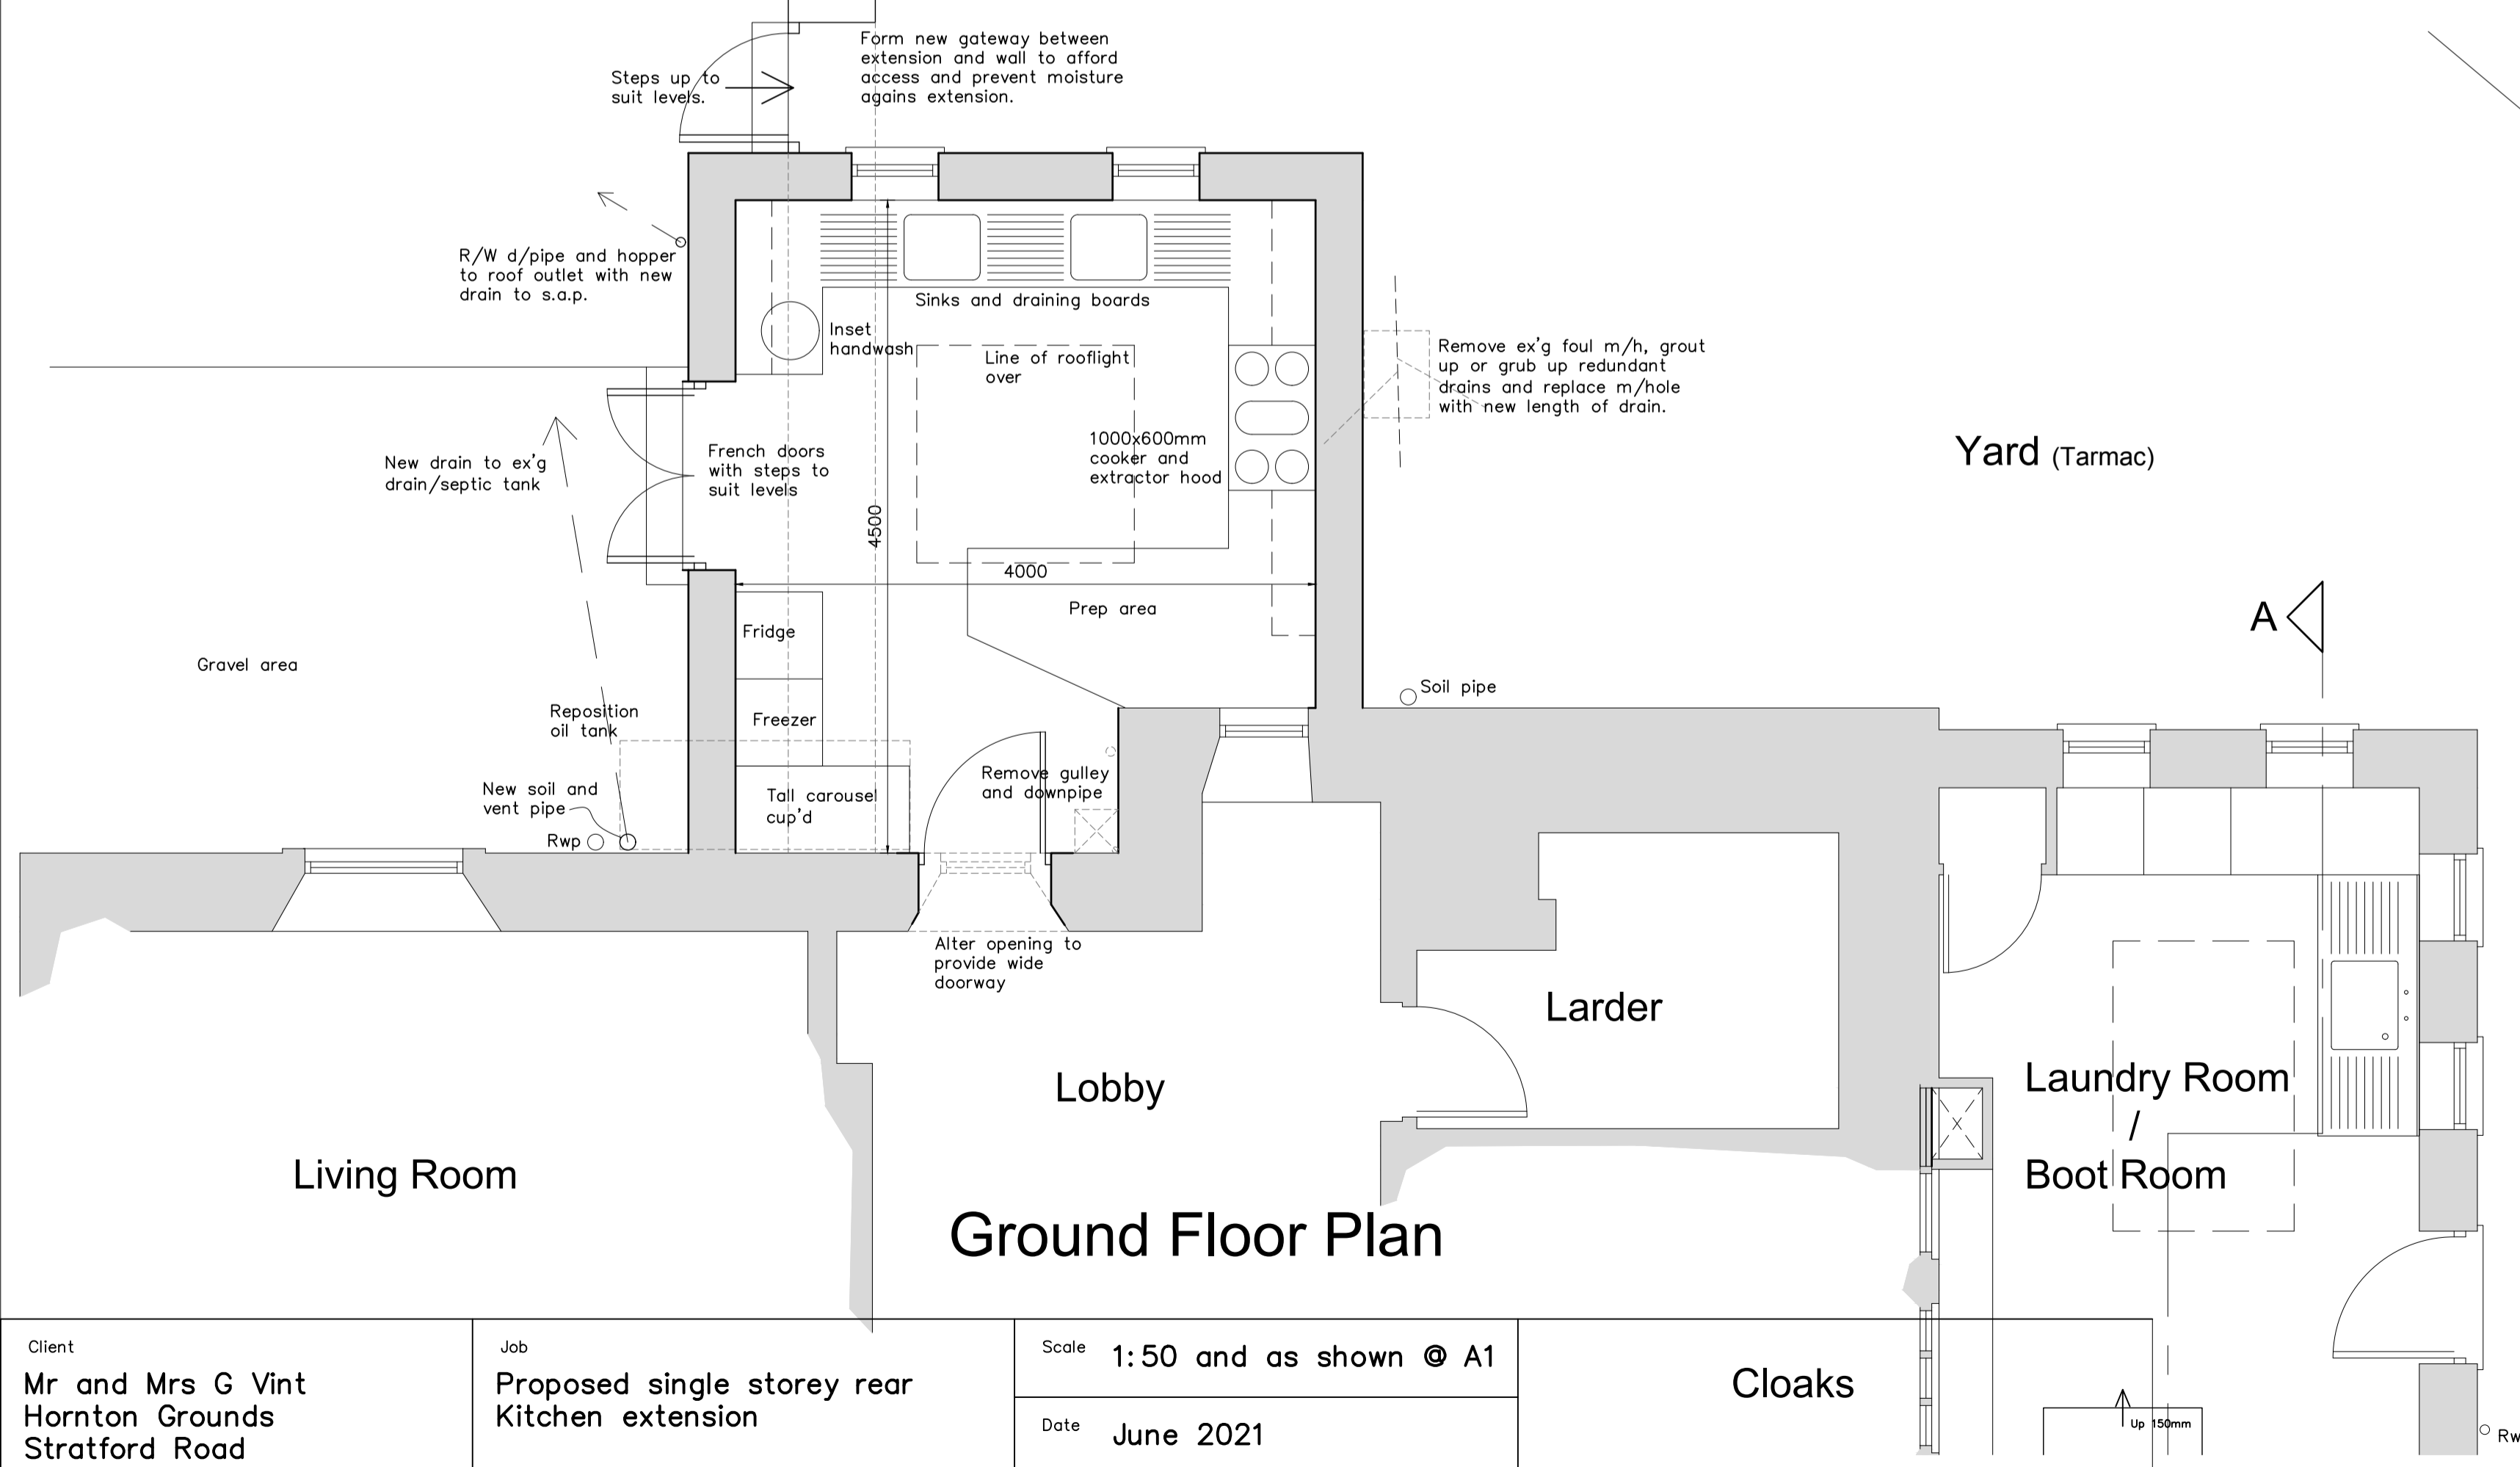 Form new gateway between
extension and wall to afford
access and prevent moisture
agains extension.
Steps up to
suit levels.
R/W d/pipe and hopper
to roof outlet with new
drain to s.a.p.
Sinks and draining boards
Inset
handwash
Line of rooflight
over
Remove ex'g foul m/h, grout
up or grub up redundant
drains and replace m/hole
with new length of drain.
1000x600mm
cooker and
extractor hood
Yard (Tarmac)
New drain to ex'g
drain/septic tank
French doors
with steps to
suit levels
4500
4000
Prep area
A
Fridge
Gravel area
Soil pipe
Reposition
oil tank
Freezer
Remove gulley
and downpipe
New soil and
vent pipe
Tall carousel
cup'd
Rwp
Alter opening to
provide wide
doorway
Larder
Lobby
Laundry Room
/
Boot Room
Living Room
Ground Floor Plan
Client
Mr and Mrs G Vint
Hornton Grounds
Stratford Road
Job
Proposed single storey rear
Kitchen extension
Scale 1:50 and as shown @ A1
Date June 2021
Cloaks
Up 150mm
Rw